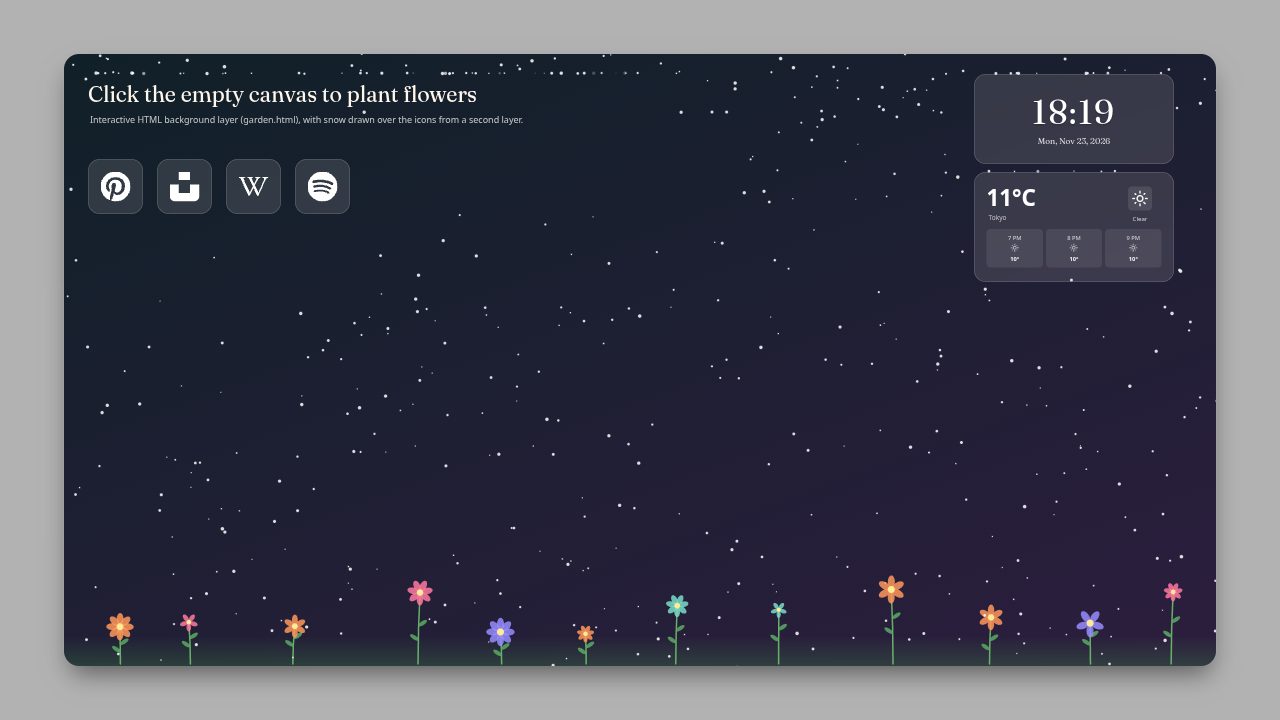 Click the empty canvas to plant flowers
Interactive HTML background layer (garden.html), with snow drawn over the icons from a second layer.
W
18:19
Mon, Nov 23, 2026
11°C
Tokyo
Clear
7 PM
10°
8 PM
10°
9 PM
10°